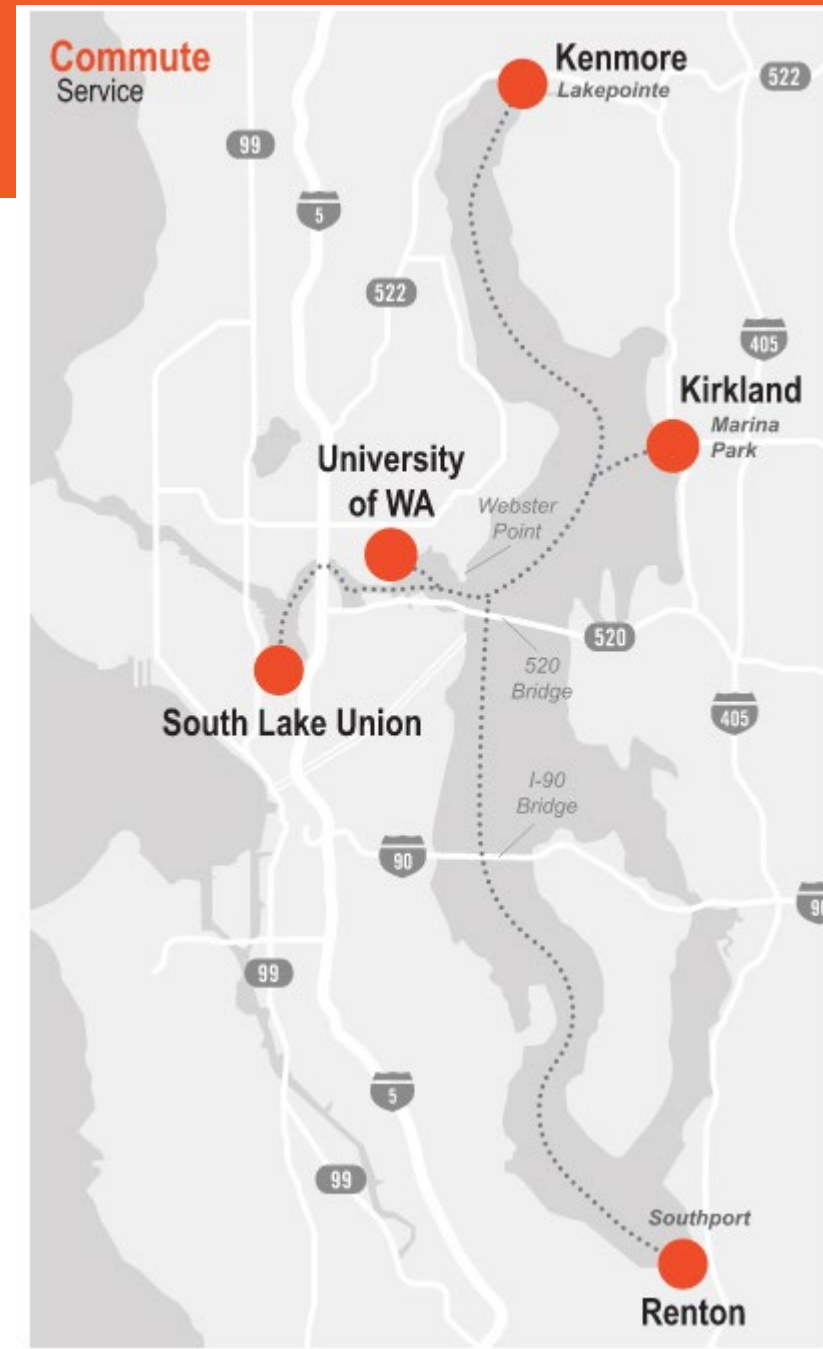 Commute
Service
Kenmore
Lakepointe
522
99
5
522
405
Kirkland
Marina
Park
University
of WA
Webster
Point
520
520
Bridge
405
South Lake Union
I-90
Bridge
90
90
99
5
99
Southport
Renton